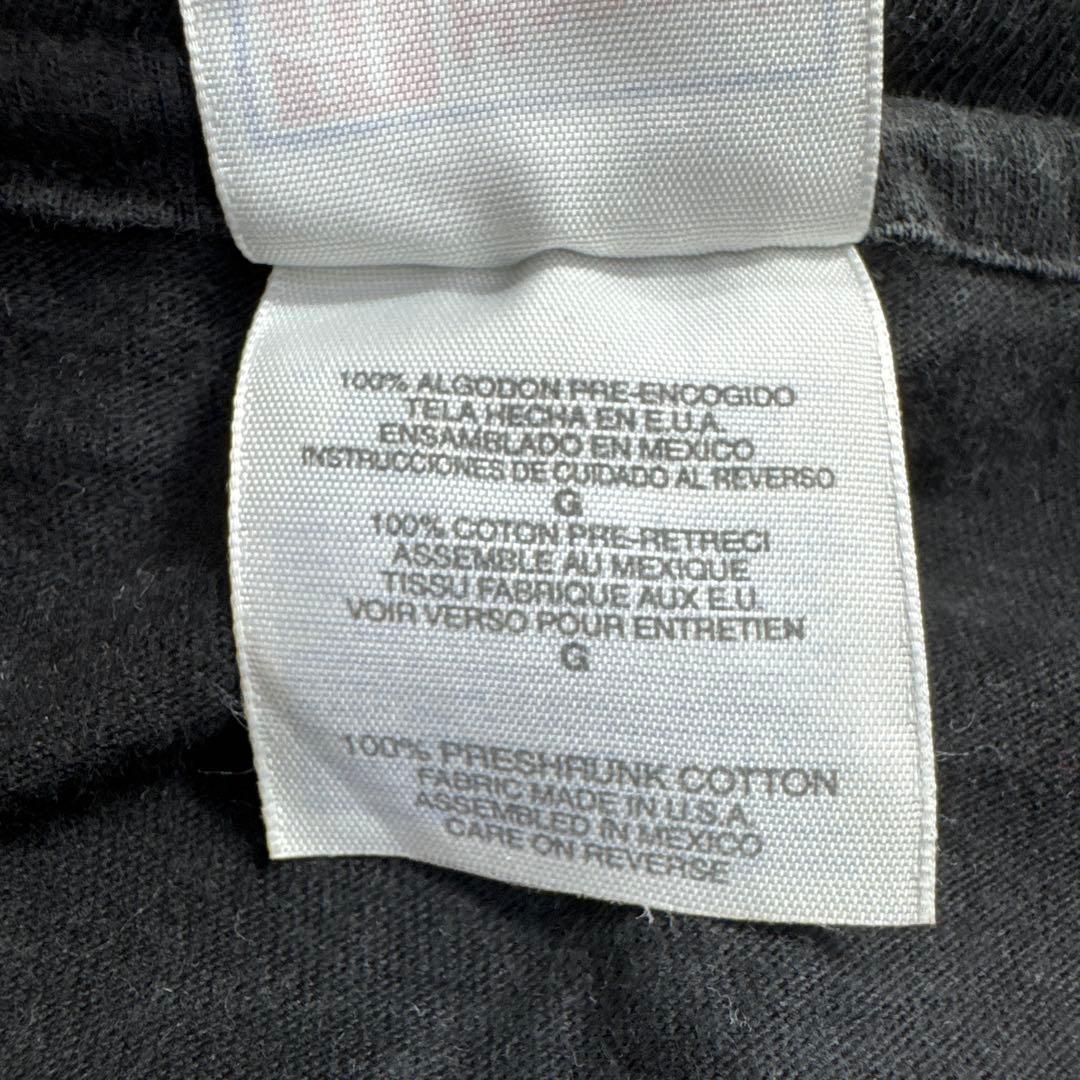 100% ALGODON PRE-ENCOGIDO
TELA HECHA EN E.U.A.
ENSAMBLADO EN MEXICO
INSTRUCCIONES DE CUIDADO AL REVERSO
G
100% COTON PRE-RETRECI
ASSEMBLE AU MEXIQUE
TISSU FABRIQUE AUX E.U.
VOIR VERSO POUR ENTRETIEN
G
100% PRESHRUNK COTTON
FABRIC MADE IN U.S.A.
ASSEMBLED IN MEXICO
CARE ON REVERSE